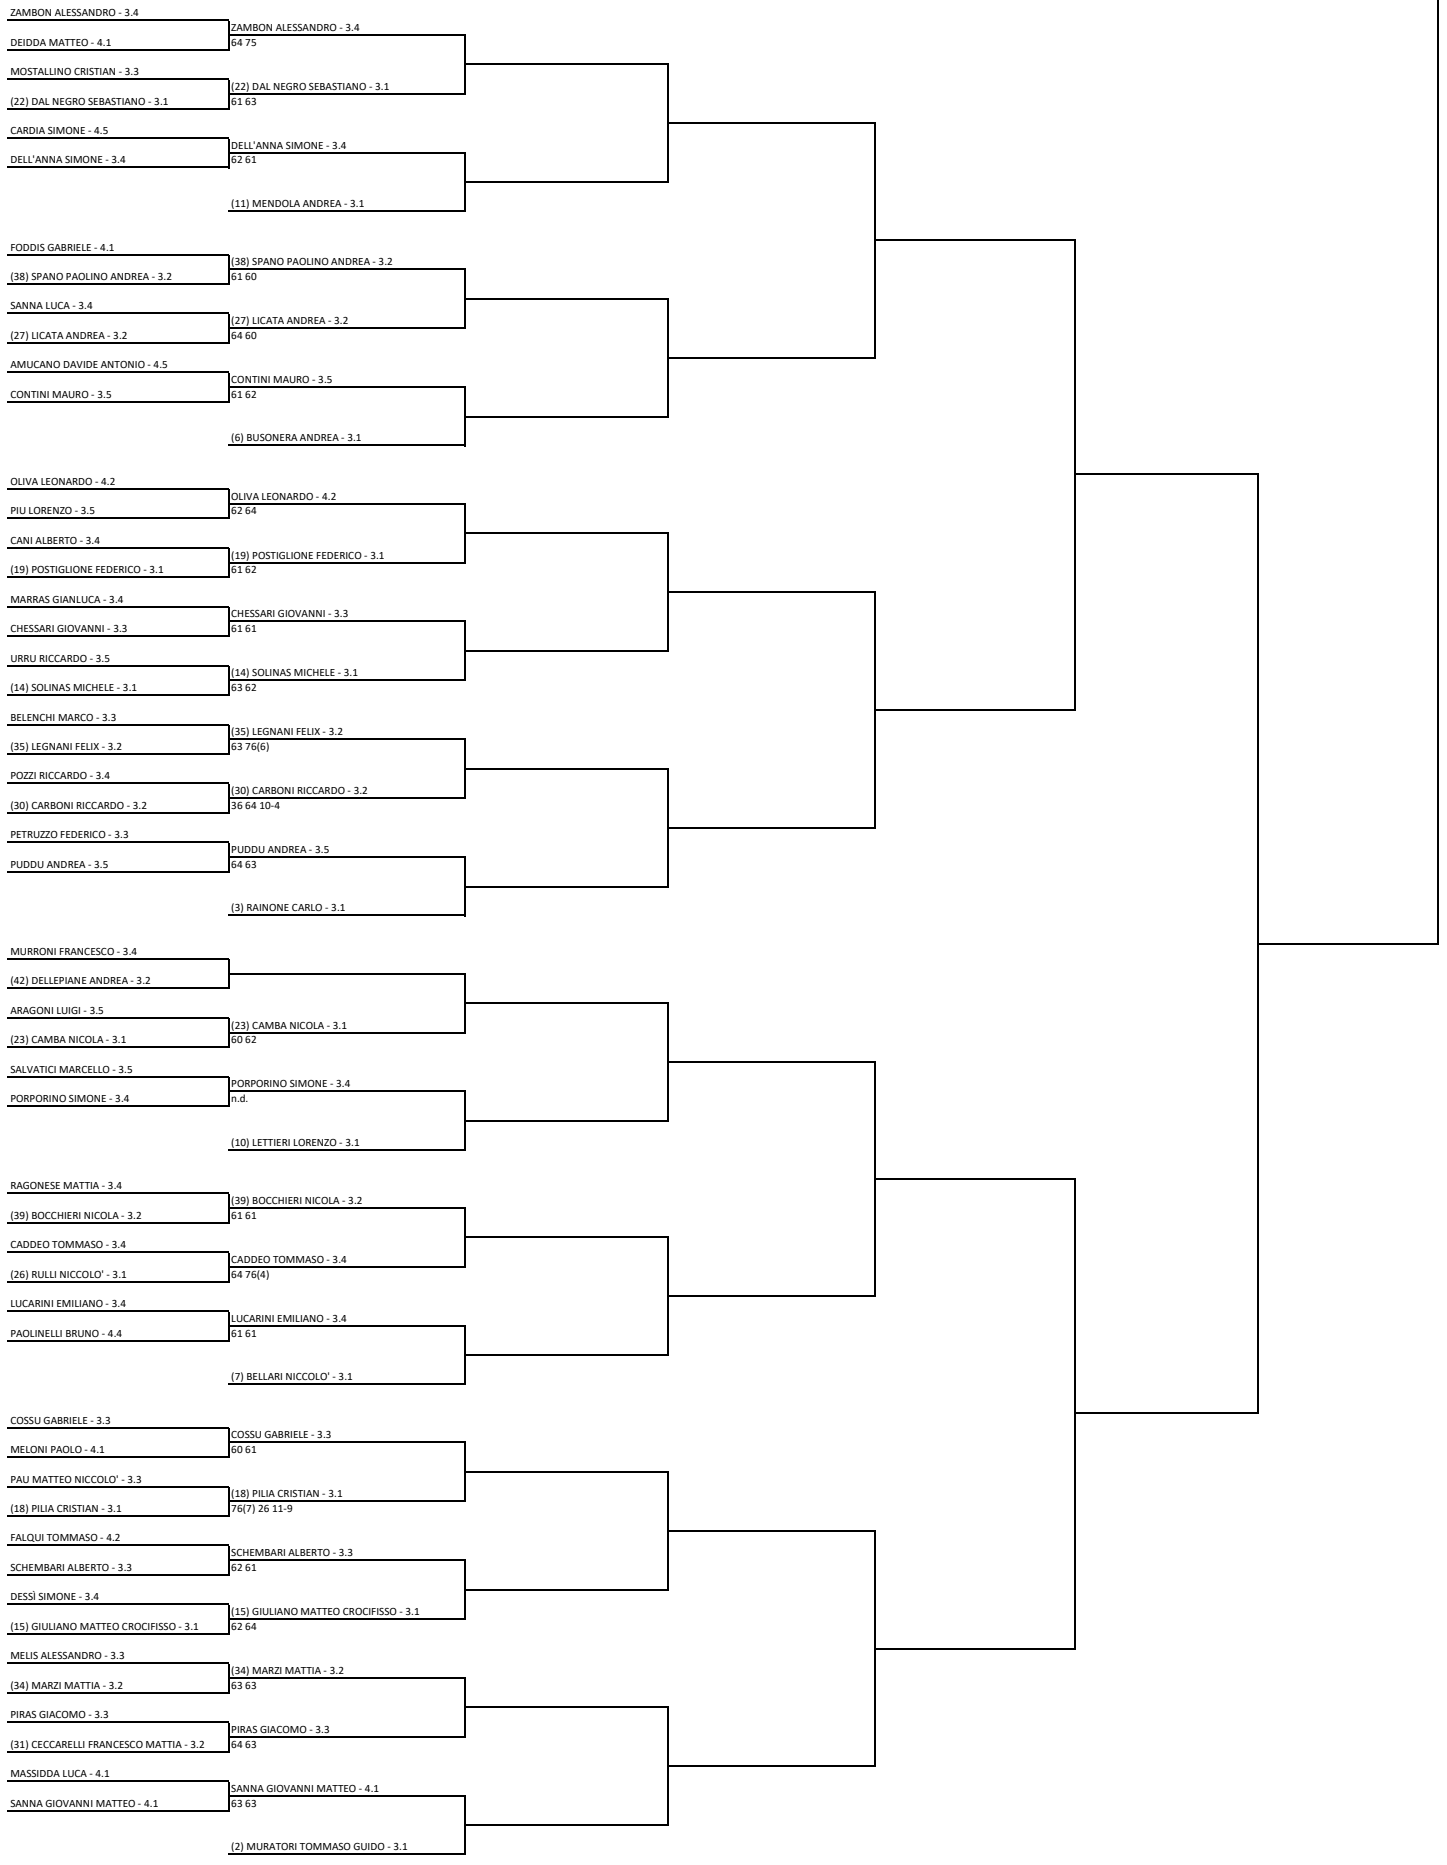 ZAMBON ALESSANDRO - 3.4
ZAMBON ALESSANDRO - 3.4
DEIDDA MATTEO - 4.1
64 75
MOSTALLINO CRISTIAN - 3.3
(22) DAL NEGRO SEBASTIANO - 3.1
(22) DAL NEGRO SEBASTIANO - 3.1
61 63
CARDIA SIMONE - 4.5
DELL'ANNA SIMONE - 3.4
DELL'ANNA SIMONE - 3.4
62 61
(11) MENDOLA ANDREA - 3.1
FODDIS GABRIELE - 4.1
(38) SPANO PAOLINO ANDREA - 3.2
(38) SPANO PAOLINO ANDREA - 3.2
61 60
SANNA LUCA - 3.4
(27) LICATA ANDREA - 3.2
(27) LICATA ANDREA - 3.2
64 60
AMUCANO DAVIDE ANTONIO - 4.5
CONTINI MAURO - 3.5
CONTINI MAURO - 3.5
61 62
(6) BUSONERA ANDREA - 3.1
OLIVA LEONARDO - 4.2
OLIVA LEONARDO - 4.2
PIU LORENZO - 3.5
62 64
CANI ALBERTO - 3.4
(19) POSTIGLIONE FEDERICO - 3.1
(19) POSTIGLIONE FEDERICO - 3.1
61 62
MARRAS GIANLUCA - 3.4
CHESSARI GIOVANNI - 3.3
CHESSARI GIOVANNI - 3.3
61 61
URRU RICCARDO - 3.5
(14) SOLINAS MICHELE - 3.1
(14) SOLINAS MICHELE - 3.1
63 62
BELENCHI MARCO - 3.3
(35) LEGNANI FELIX - 3.2
(35) LEGNANI FELIX - 3.2
63 76(6)
POZZI RICCARDO - 3.4
(30) CARBONI RICCARDO - 3.2
(30) CARBONI RICCARDO - 3.2
36 64 10-4
PETRUZZO FEDERICO - 3.3
PUDDU ANDREA - 3.5
PUDDU ANDREA - 3.5
64 63
(3) RAINONE CARLO - 3.1
MURRONI FRANCESCO - 3.4
(42) DELLEPIANE ANDREA - 3.2
ARAGONI LUIGI - 3.5
(23) CAMBA NICOLA - 3.1
(23) CAMBA NICOLA - 3.1
60 62
SALVATICI MARCELLO - 3.5
PORPORINO SIMONE - 3.4
PORPORINO SIMONE - 3.4
n.d.
(10) LETTIERI LORENZO - 3.1
RAGONESE MATTIA - 3.4
(39) BOCCHIERI NICOLA - 3.2
(39) BOCCHIERI NICOLA - 3.2
61 61
CADDEO TOMMASO - 3.4
CADDEO TOMMASO - 3.4
(26) RULLI NICCOLO' - 3.1
64 76(4)
LUCARINI EMILIANO - 3.4
LUCARINI EMILIANO - 3.4
PAOLINELLI BRUNO - 4.4
61 61
(7) BELLARI NICCOLO' - 3.1
COSSU GABRIELE - 3.3
COSSU GABRIELE - 3.3
MELONI PAOLO - 4.1
60 61
PAU MATTEO NICCOLO' - 3.3
(18) PILIA CRISTIAN - 3.1
(18) PILIA CRISTIAN - 3.1
76(7) 26 11-9
FALQUI TOMMASO - 4.2
SCHEMBARI ALBERTO - 3.3
SCHEMBARI ALBERTO - 3.3
62 61
DESSÌ SIMONE - 3.4
(15) GIULIANO MATTEO CROCIFISSO - 3.1
(15) GIULIANO MATTEO CROCIFISSO - 3.1
62 64
MELIS ALESSANDRO - 3.3
(34) MARZI MATTIA - 3.2
(34) MARZI MATTIA - 3.2
63 63
PIRAS GIACOMO - 3.3
PIRAS GIACOMO - 3.3
(31) CECCARELLI FRANCESCO MATTIA - 3.2
64 63
MASSIDDA LUCA - 4.1
SANNA GIOVANNI MATTEO - 4.1
SANNA GIOVANNI MATTEO - 4.1
63 63
(2) MURATORI TOMMASO GUIDO - 3.1